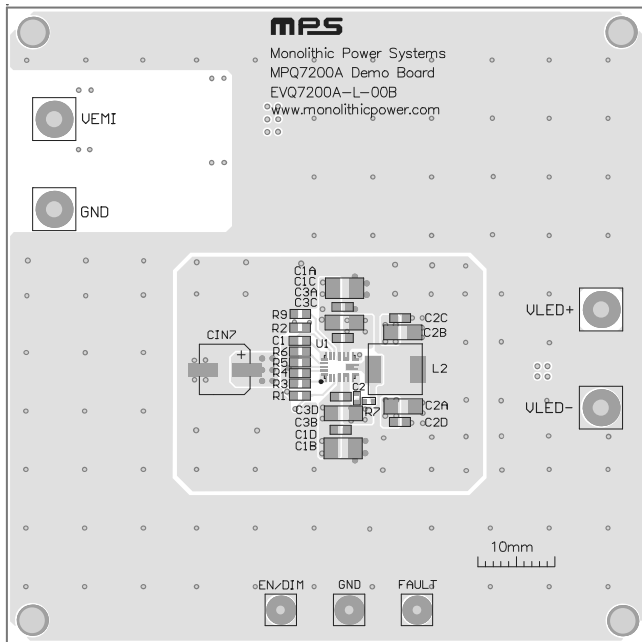 MPS
Monolithic Power Systems
MPQ7200A Demo Board
EVQ7200A-L-00B
www.monolithicpower.com
VEMI
GND
C1A
C1C
C3A
C3C
R9
R2
C1
R6
R5
R4
R3
R1
U1
CIN7
+
C2C
C2B
L2
C2
R7
C2A
C2D
C3D
C3B
C1D
C1B
VLED+
VLED-
10mm
EN/DIM
GND
FAULT